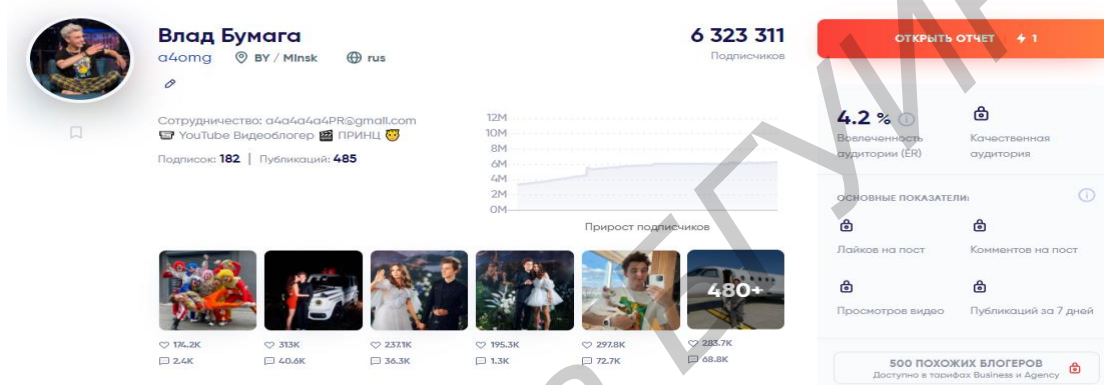 Влад Бумага
a4omg BY / Minsk rus
6 323 311
Подписчиков
Сотрудничество: a4a4a4a4PR@gmail.com
YouTube Видеоблогер ПРИНЦ
Подписок: 182 | Публикаций: 485
12M
10M
8M
6M
4M
2M
0M
Прирост подписчиков
480+
174.2K 313K 237.1K 195.3K 297.8K 283.7K
2.4K 40.6K 36.3K 1.3K 72.7K 68.8K
ОТКРЫТЬ ОТЧЕТ 1
4.2 %
Вовлеченность
аудитории (ER)
Качественная
аудитория
ОСНОВНЫЕ ПОКАЗАТЕЛИ:
Лайков на пост
Комментов на пост
Просмотров видео
Публикаций за 7 дней
500 ПОХОЖИХ БЛОГЕРОВ
Доступно в тарифах Business и Agency
БГУИР